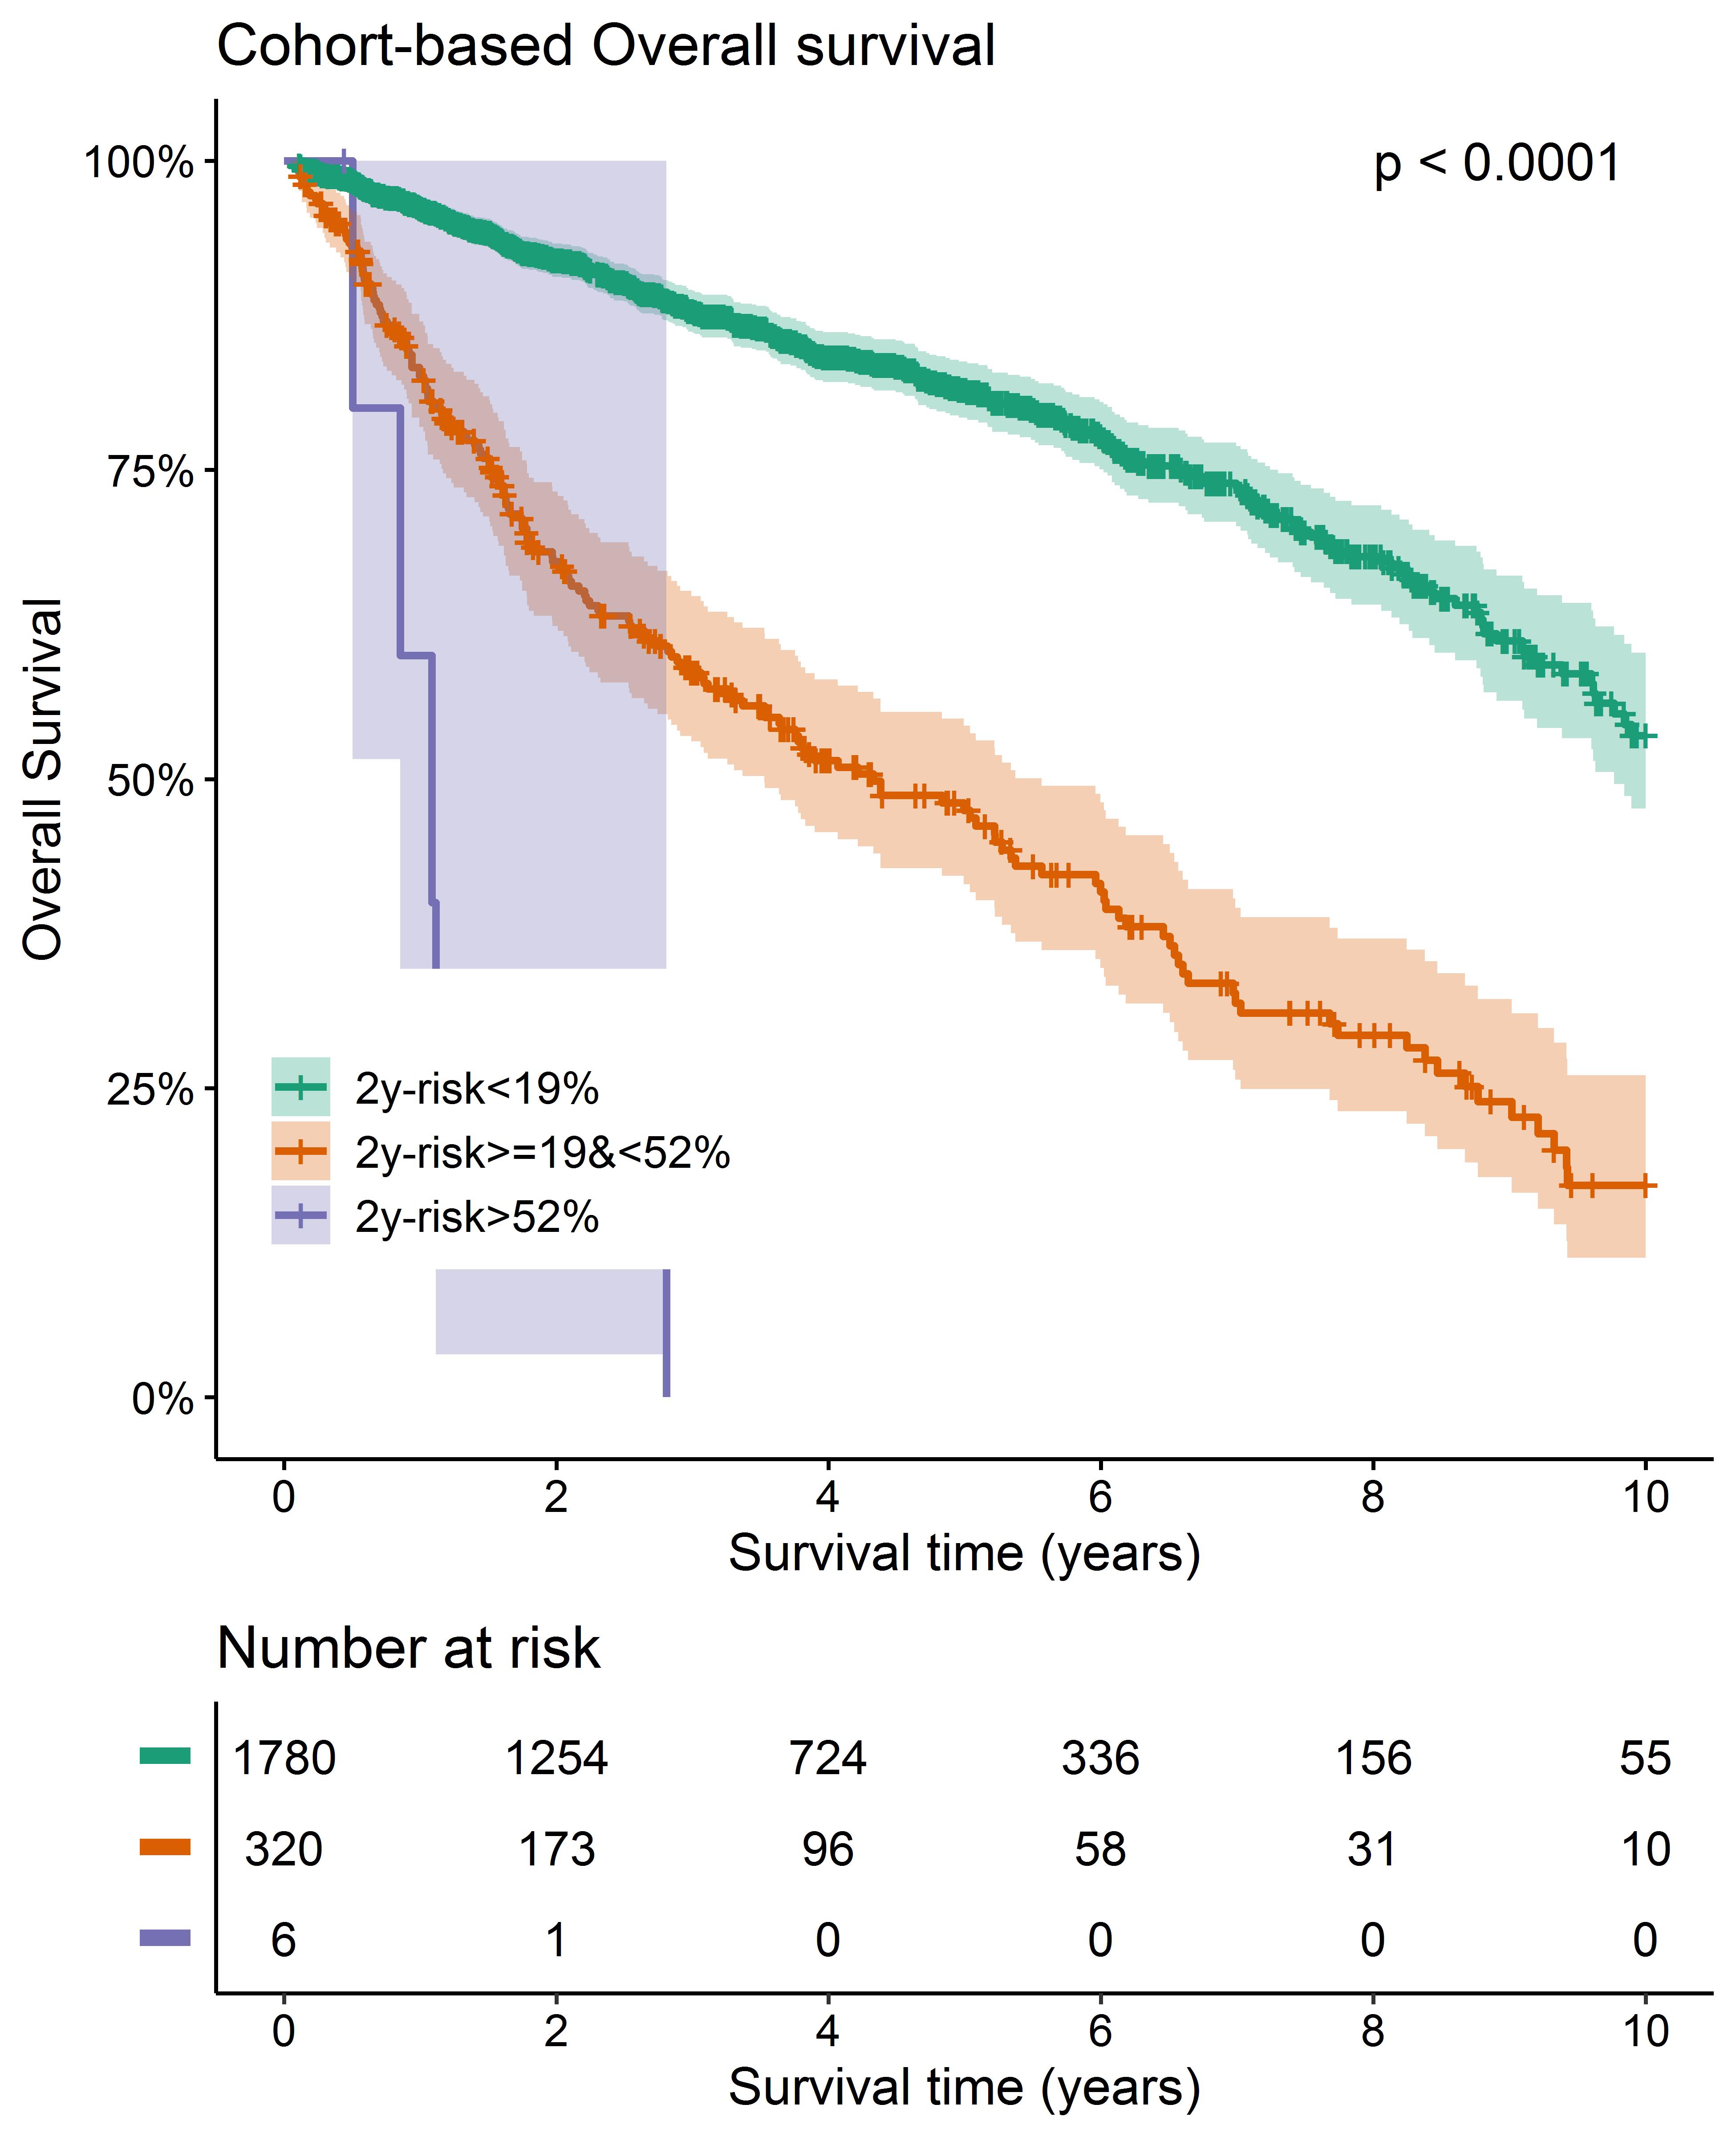 Cohort-based Overall survival
p < 0.0001
100%
75%
50%
25%
0%
Overall Survival
2y-risk<19%
2y-risk>=19&<52%
2y-risk>52%
0 2 4 6 8 10
Survival time (years)
Number at risk
1780 1254 724 336 156 55
320 173 96 58 31 10
6 1 0 0 0 0
0 2 4 6 8 10
Survival time (years)